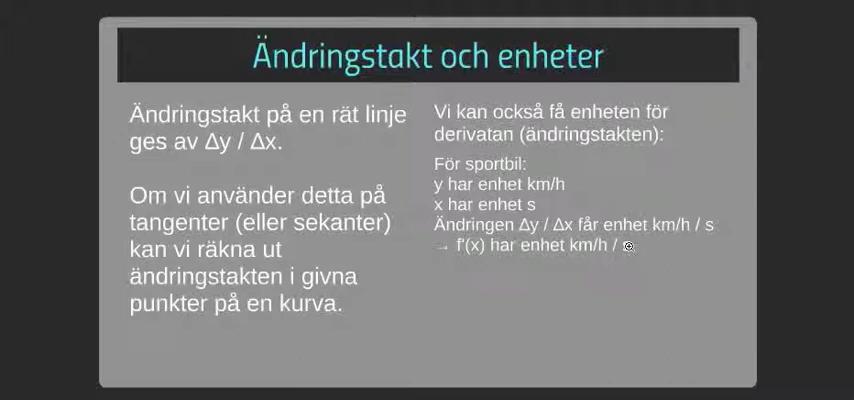 Ändringstakt och enheter
Ändringstakt på en rät linje
ges av Δy / Δx.
Om vi använder detta på
tangenter (eller sekanter)
kan vi räkna ut
ändringstakten i givna
punkter på en kurva.
Vi kan också få enheten för
derivatan (ändringstakten):
För sportbil:
y har enhet km/h
x har enhet s
Ändringen Δy / Δx får enhet km/h / s
→ f'(x) har enhet km/h /